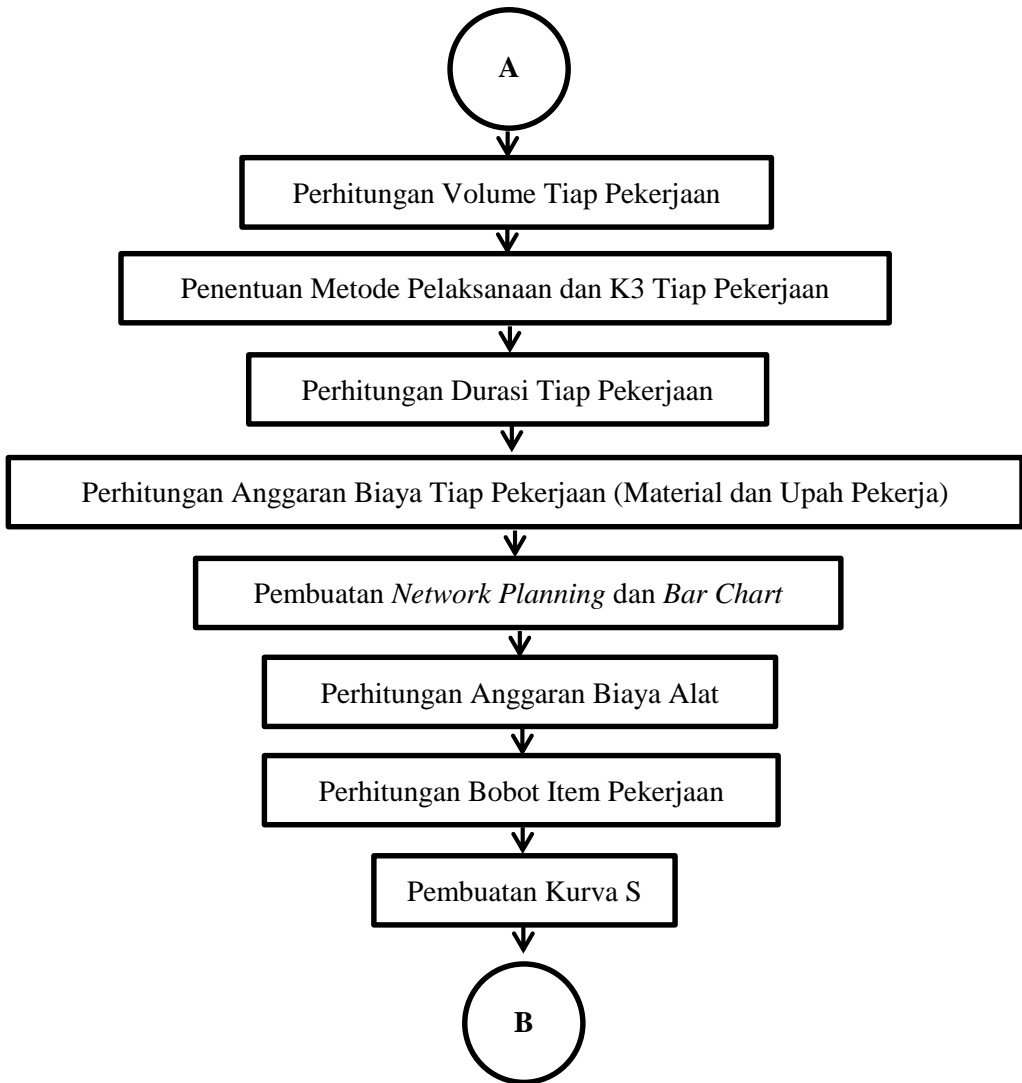 A
Perhitungan Volume Tiap Pekerjaan
Penentuan Metode Pelaksanaan dan K3 Tiap Pekerjaan
Perhitungan Durasi Tiap Pekerjaan
Perhitungan Anggaran Biaya Tiap Pekerjaan (Material dan Upah Pekerja)
Pembuatan Network Planning dan Bar Chart
Perhitungan Anggaran Biaya Alat
Perhitungan Bobot Item Pekerjaan
Pembuatan Kurva S
B